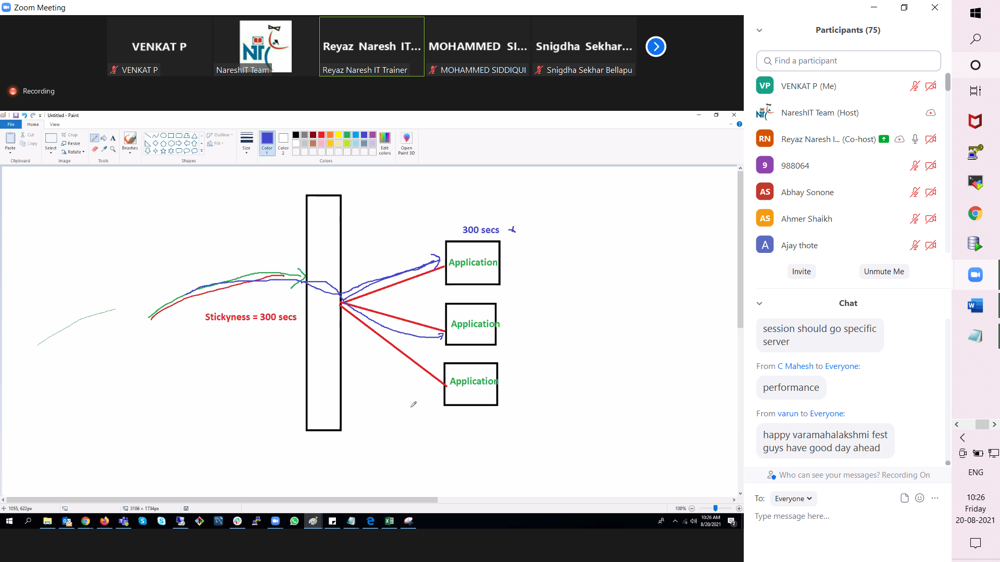 Zoom Meeting
VENKAT P
VENKAT P
NareshIT Team
Reyaz Naresh IT...
Reyaz Naresh IT Trainer
MOHAMMED SI...
MOHAMMED SIDDIQUI
Snigdha Sekhar...
Snigdha Sekhar Bellapu
Recording
Untitled - Paint
File
Home
View
Paste
Cut
Copy
Clipboard
Select
Crop
Resize
Rotate
Image
A
Tools
Brushes
Outline
Fill
Shapes
Size
Color 1
Color 2
Edit colors
Colors
Open Paint 3D
300 secs
Application
Stickyness = 300 secs
Application
Application
1055, 622px
3186 × 1734px
100%
10:26 AM
8/20/2021
2
Participants (75)
Find a participant
VP VENKAT P (Me)
NareshIT Team (Host)
RN Reyaz Naresh I... (Co-host)
9 988064
AS Abhay Sonone
AS Ahmer Shaikh
A Ajay thote
Invite
Unmute Me
Chat
session should go specific
server
From C Mahesh to Everyone:
performance
From varun to Everyone:
happy varamahalakshmi fest
guys have good day ahead
Who can see your messages? Recording On
To: Everyone
Type message here...
ENG
10:26
Friday
20-08-2021